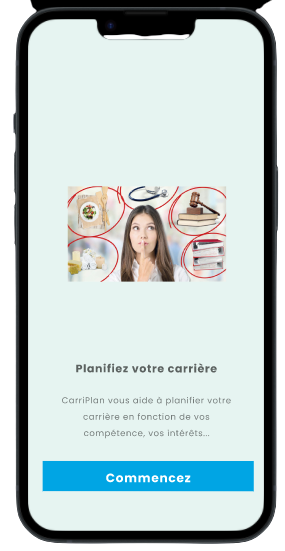 Planifiez votre carrière
CarriPlan vous aide à planifier votre
carrière en fonction de vos
compétence, vos intérêts...
Commencez